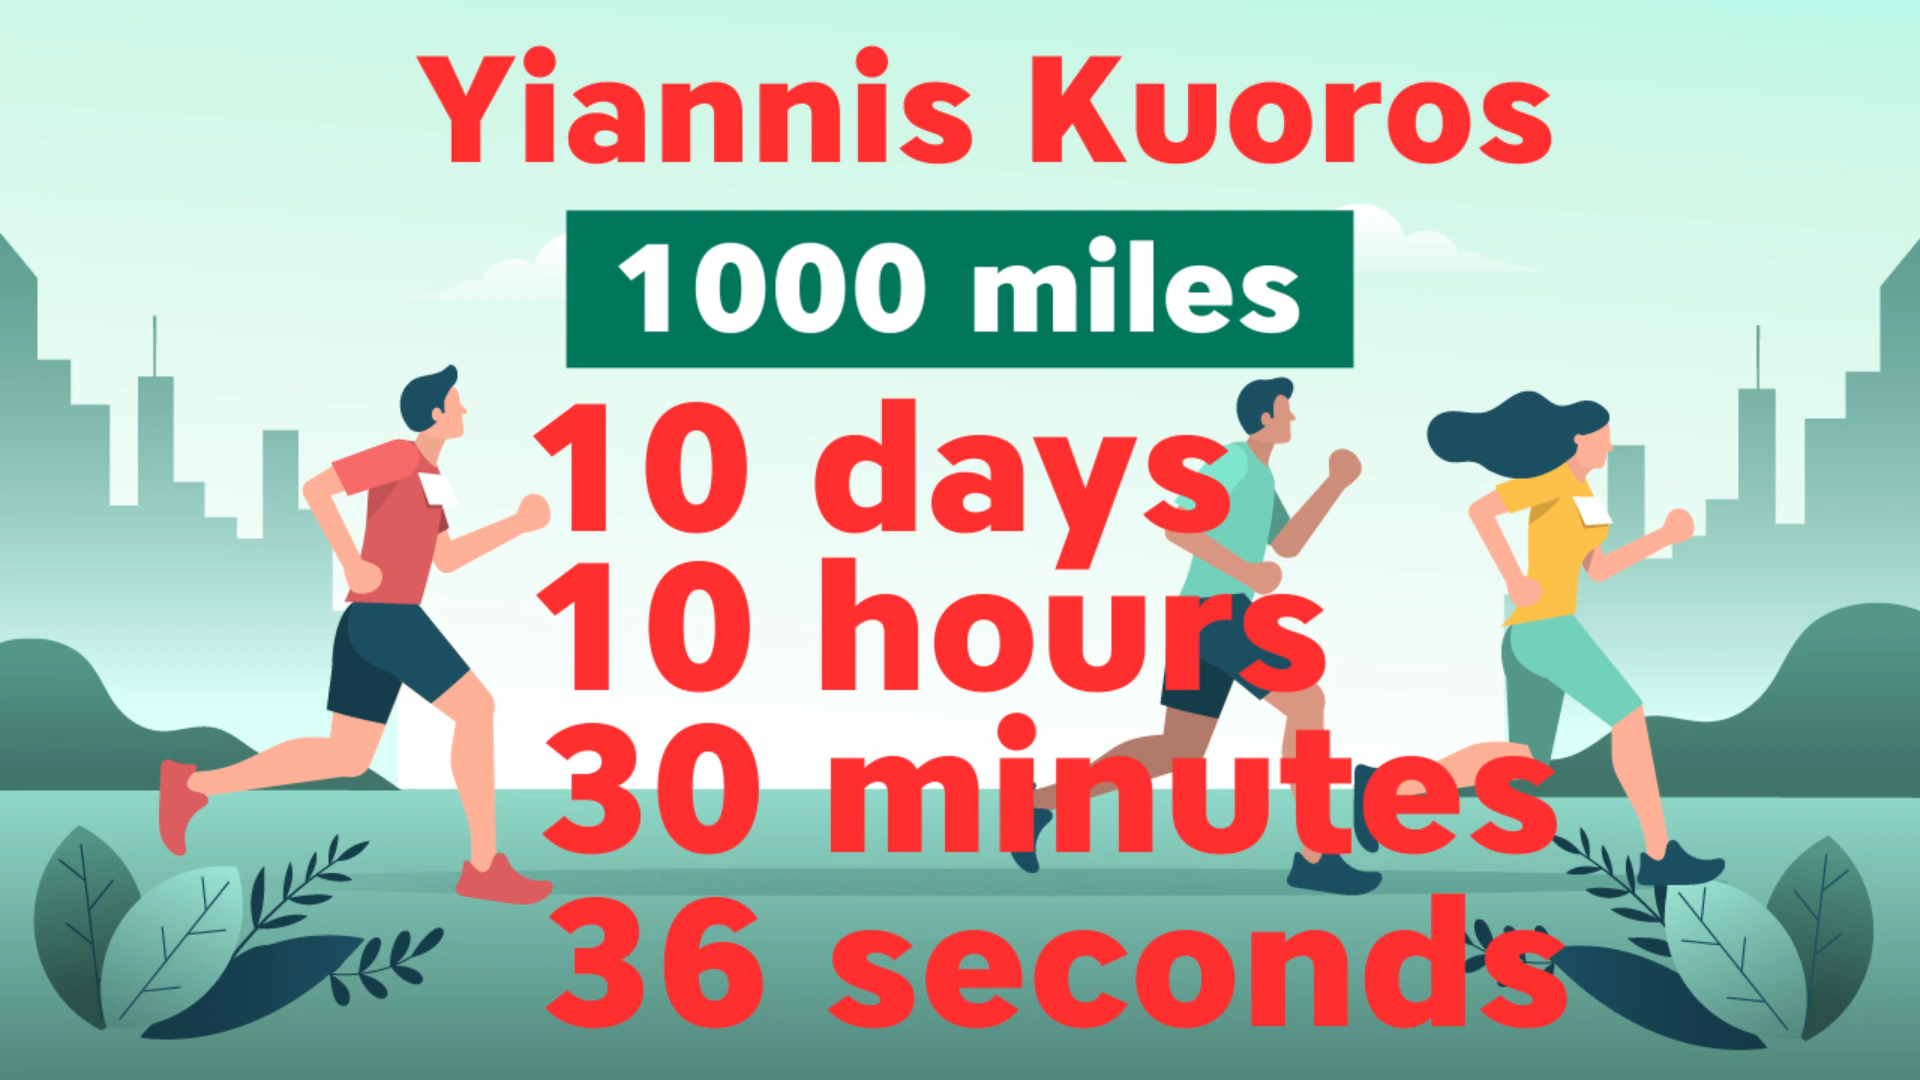 Yiannis Kuoros
1000 miles
10 days
10 hours
30 minutes
36 seconds